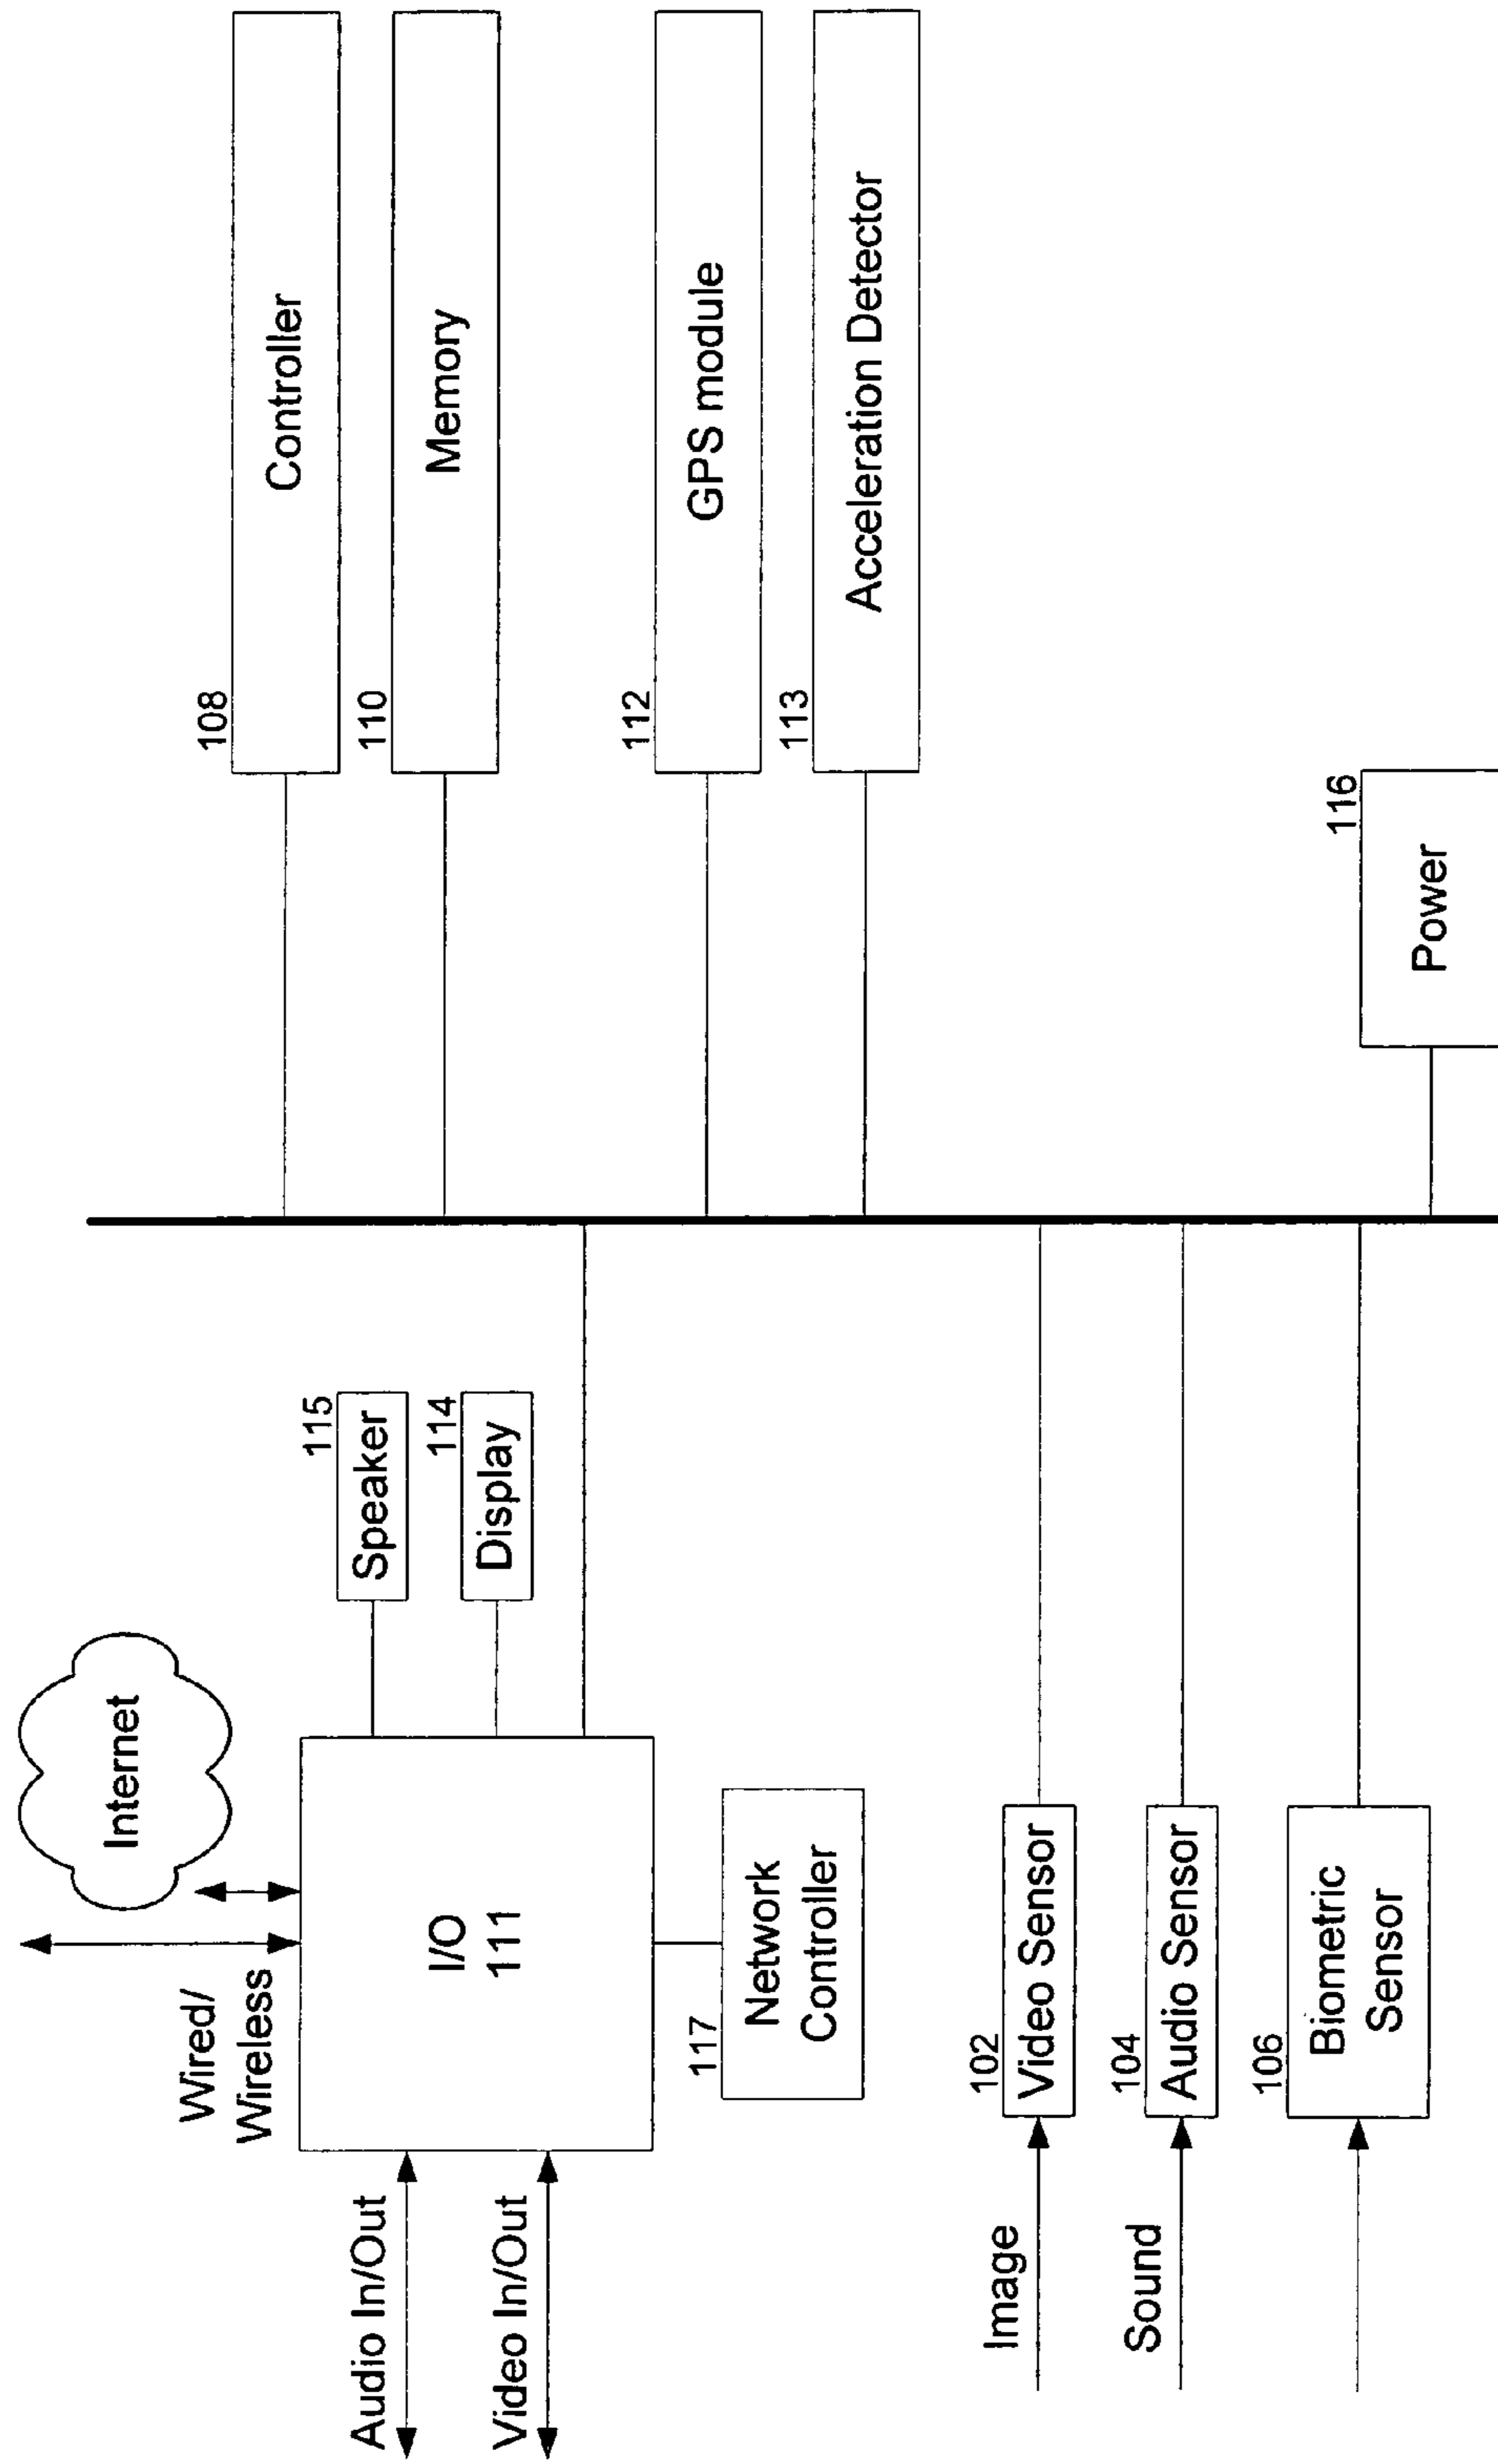 Internet
Wired/
Wireless
Audio In/Out
Video In/Out
I/O
111
115
Speaker
114
Display
117
Network
Controller
Image
102
Video Sensor
Sound
104
Audio Sensor
106
Biometric
Sensor
108
Controller
110
Memory
112
GPS module
113
Acceleration Detector
116
Power